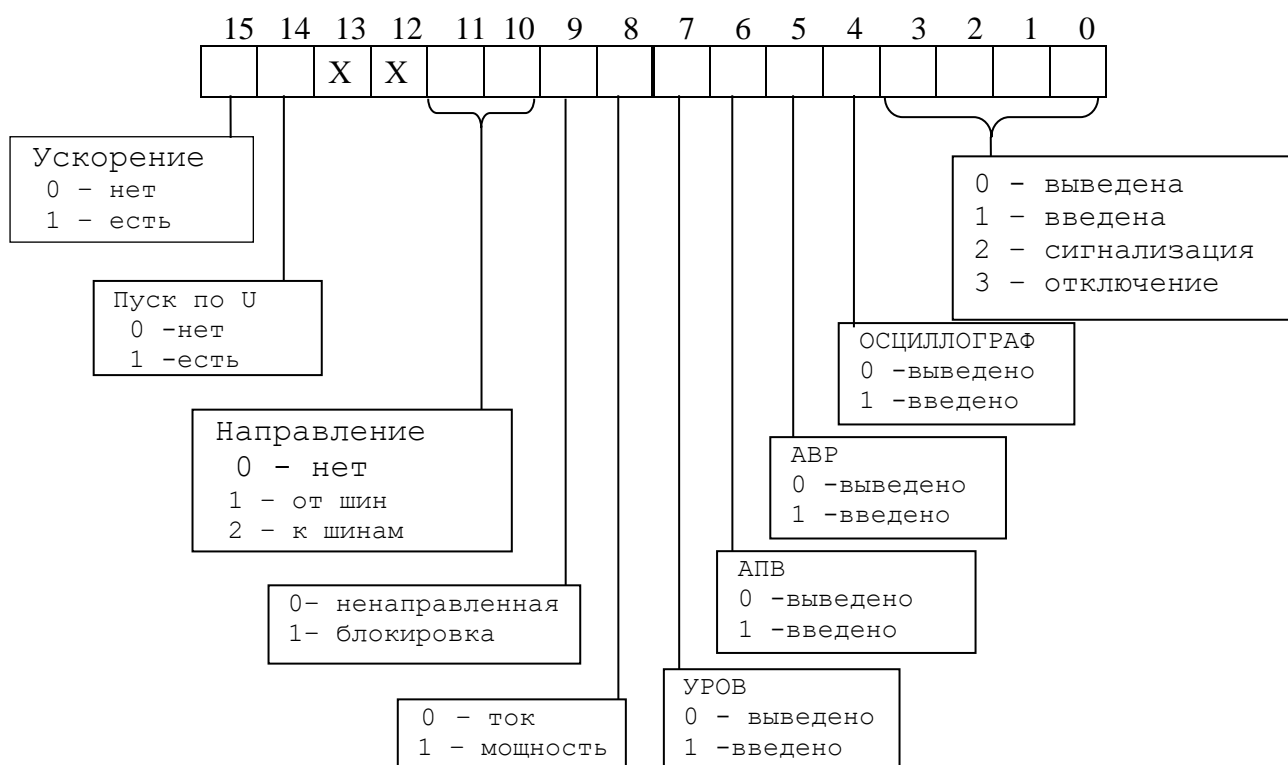 15 14 13 12 11 10 9 8 7 6 5 4 3 2 1 0
X X
Ускорение
0 – нет
1 – есть
0 - выведена
1 – введена
2 – сигнализация
3 – отключение
Пуск по U
0 -нет
1 -есть
ОСЦИЛЛОГРАФ
0 -выведено
1 -введено
Направление
0 - нет
1 – от шин
2 – к шинам
АВР
0 -выведено
1 -введено
АПВ
0 -выведено
1 -введено
0– ненаправленная
1– блокировка
УРОВ
0 - выведено
1 -введено
0 – ток
1 – мощность